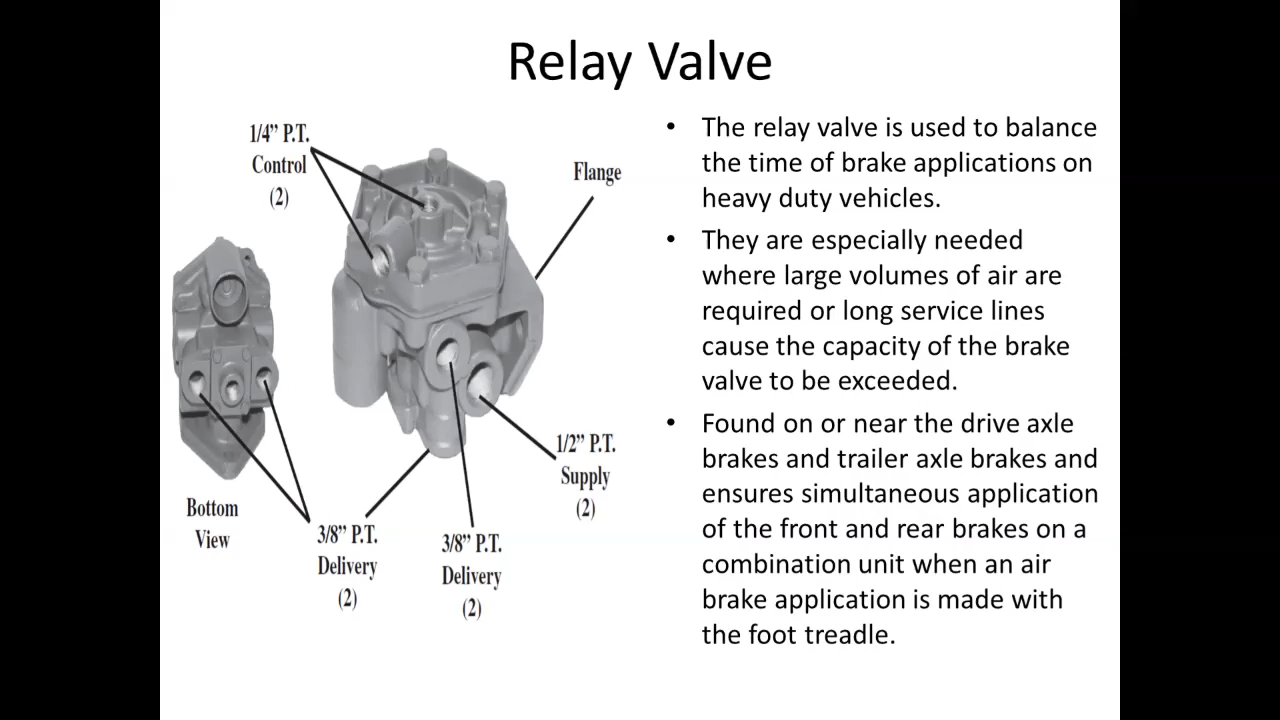 Relay Valve
1/4” P.T.
Control
(2)
Flange
Bottom
View
3/8” P.T.
Delivery
(2)
3/8” P.T.
Delivery
(2)
1/2” P.T.
Supply
(2)
• The relay valve is used to balance
the time of brake applications on
heavy duty vehicles.
• They are especially needed
where large volumes of air are
required or long service lines
cause the capacity of the brake
valve to be exceeded.
• Found on or near the drive axle
brakes and trailer axle brakes and
ensures simultaneous application
of the front and rear brakes on a
combination unit when an air
brake application is made with
the foot treadle.